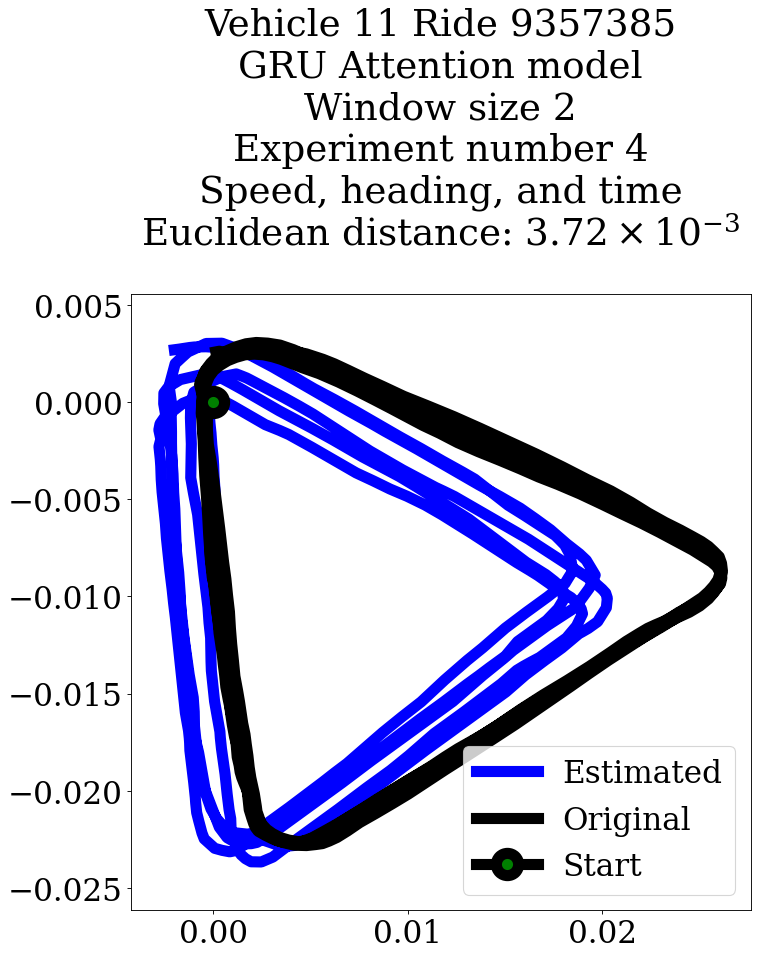 Vehicle 11 Ride 9357385
GRU Attention model
Window size 2
Experiment number 4
Speed, heading, and time
Euclidean distance: 3.72 × 10⁻³
0.005
0.000
−0.005
−0.010
−0.015
−0.020
−0.025
Estimated
Original
Start
0.00 0.01 0.02